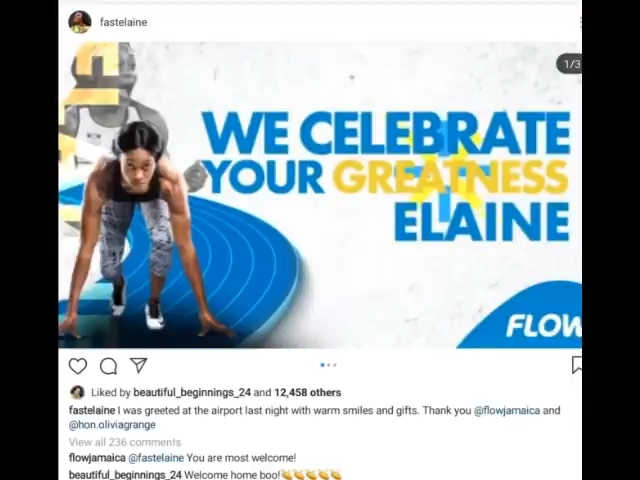 fastelaine
1/3
WE CELEBRATE
YOUR GREATNESS
ELAINE
FLOW
Liked by beautiful_beginnings_24 and 12,458 others
fastelaine I was greeted at the airport last night with warm smiles and gifts. Thank you @flowjamaica and
@hon.oliviagrange
View all 236 comments
flowjamaica @fastelaine You are most welcome!
beautiful_beginnings_24 Welcome home boo!👏👏👏👏👏